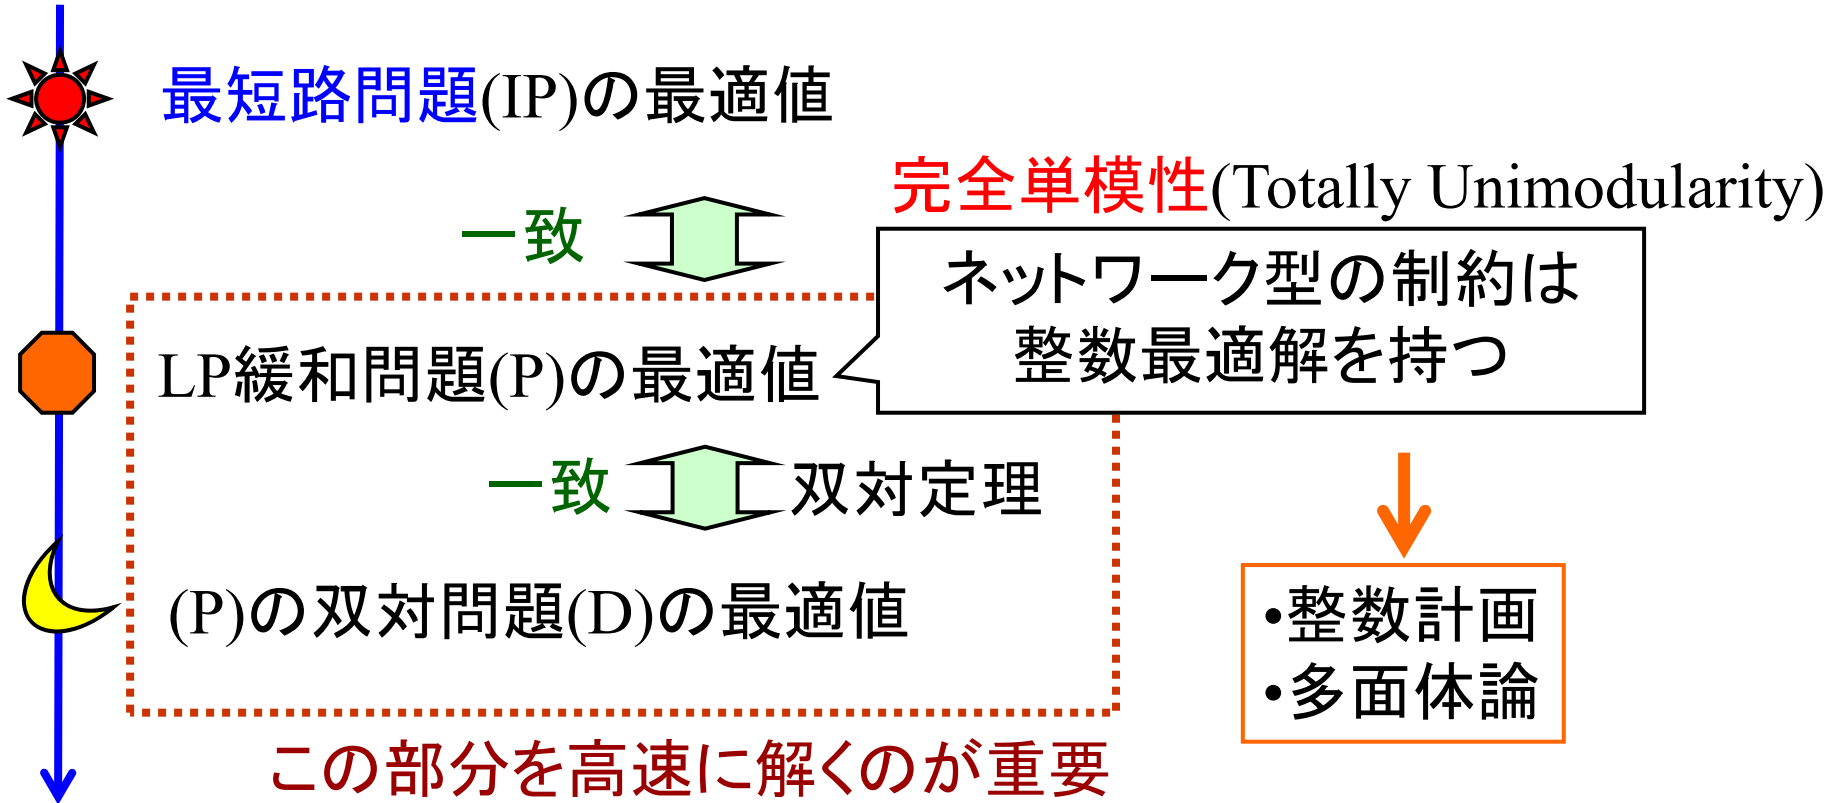 最短路問題(IP)の最適値
完全単模性(Totally Unimodularity)
一致
ネットワーク型の制約は
整数最適解を持つ
LP緩和問題(P)の最適値
一致 双対定理
(P)の双対問題(D)の最適値
•整数計画
•多面体論
この部分を高速に解くのが重要